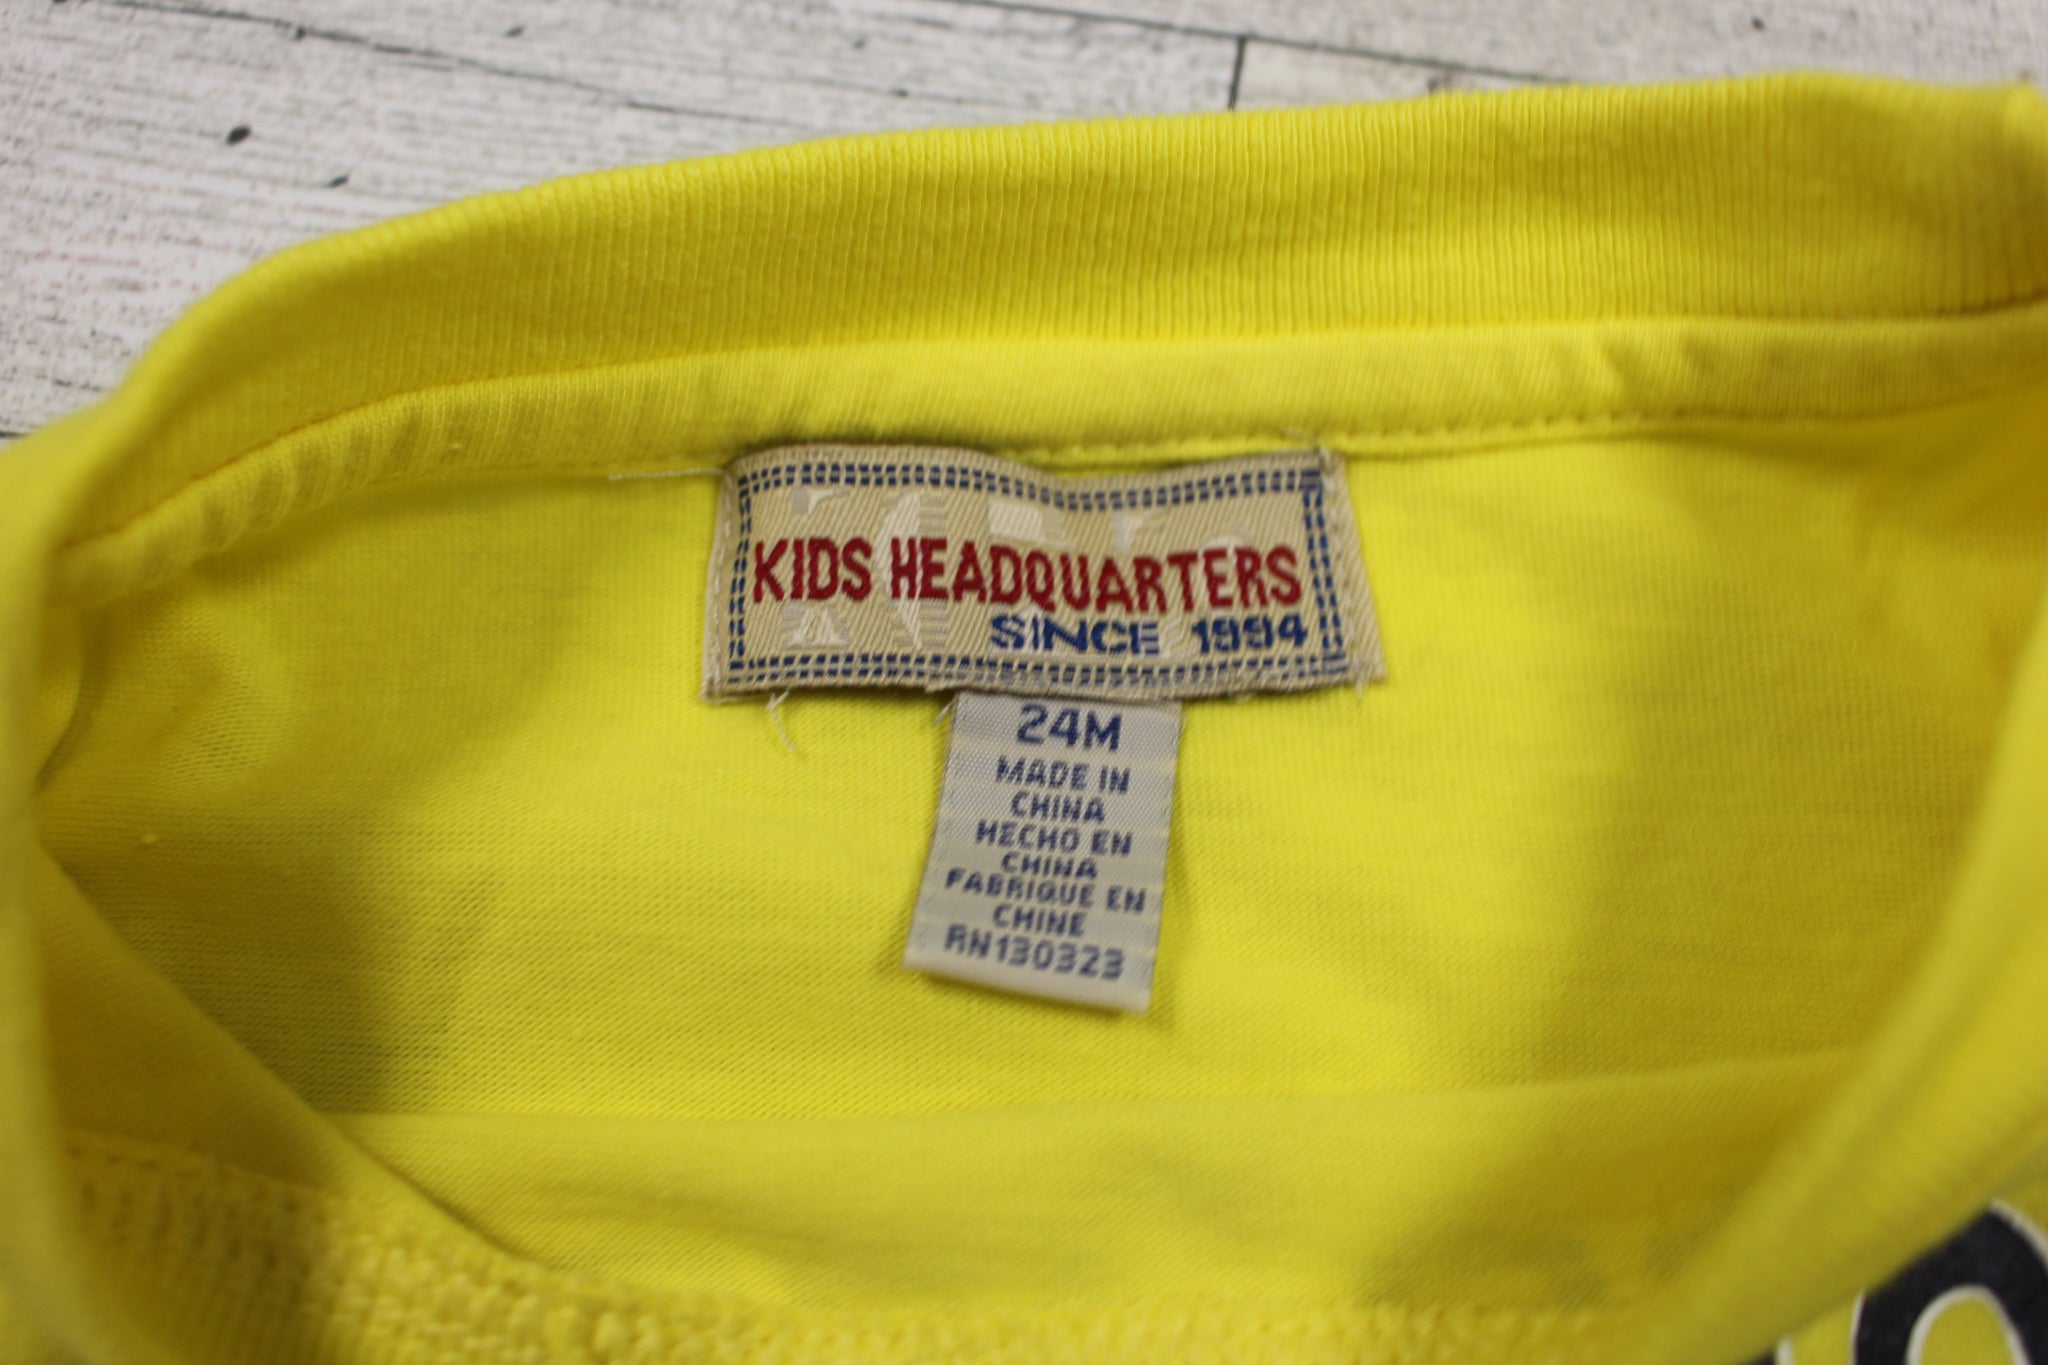 KIDS HEADQUARTERS
SINCE 1994
24M
MADE IN
CHINA
HECHO EN
CHINA
FABRIQUE EN
CHINE
RN130323